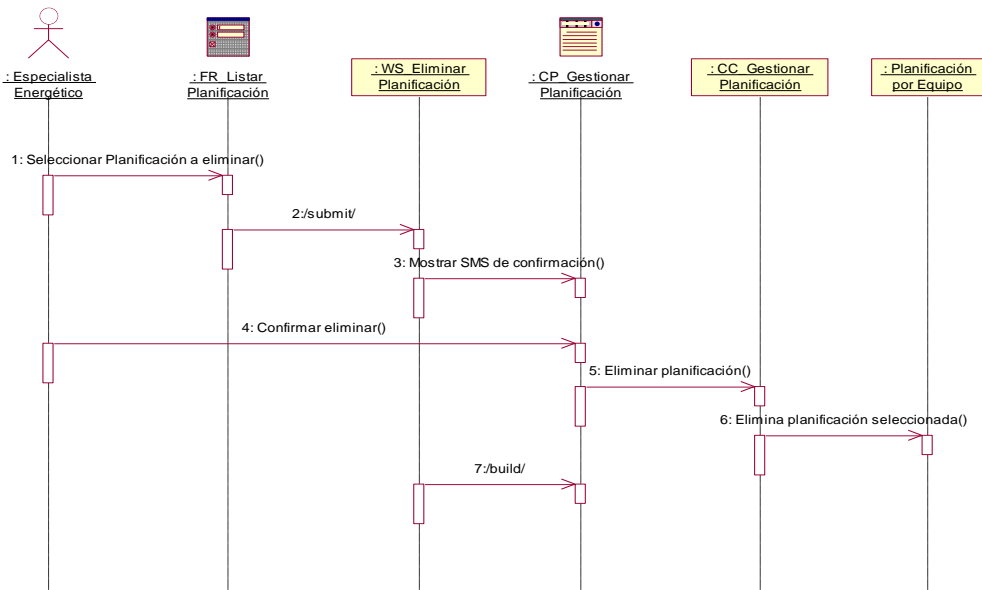 : Especialista
Energético
: FR_Listar
Planificación
: WS_Eliminar
Planificación
: CP_Gestionar
Planificación
: CC_Gestionar
Planificación
: Planificación
por Equipo
1: Seleccionar Planificación a eliminar()
2:/submit/
3: Mostrar SMS de confirmación()
4: Confirmar eliminar()
5: Eliminar planificación()
6: Elimina planificación seleccionada()
7:/build/